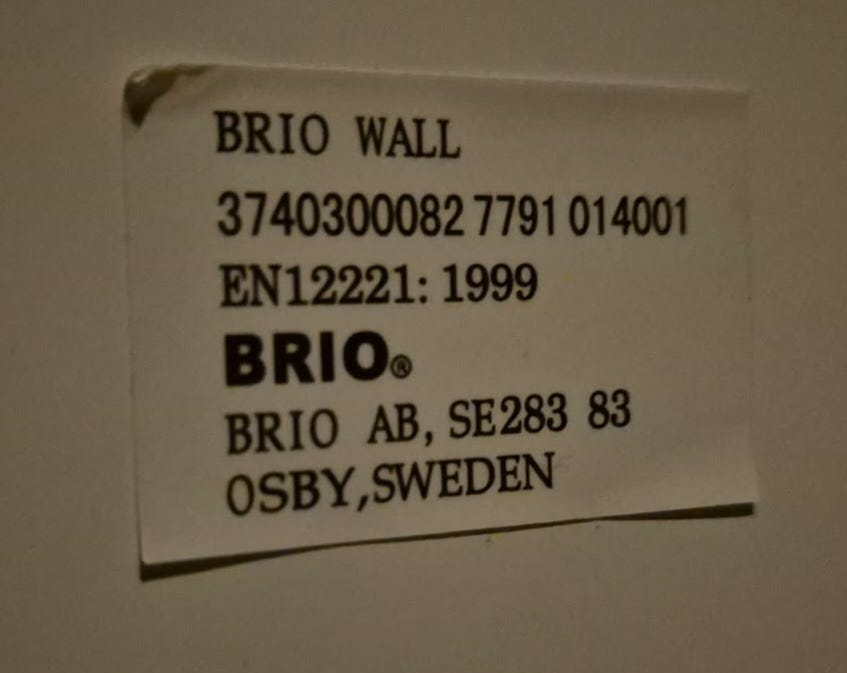 BRIO WALL
3740300082 7791 014001
EN12221: 1999
BRIO®
BRIO AB, SE283 83
OSBY,SWEDEN